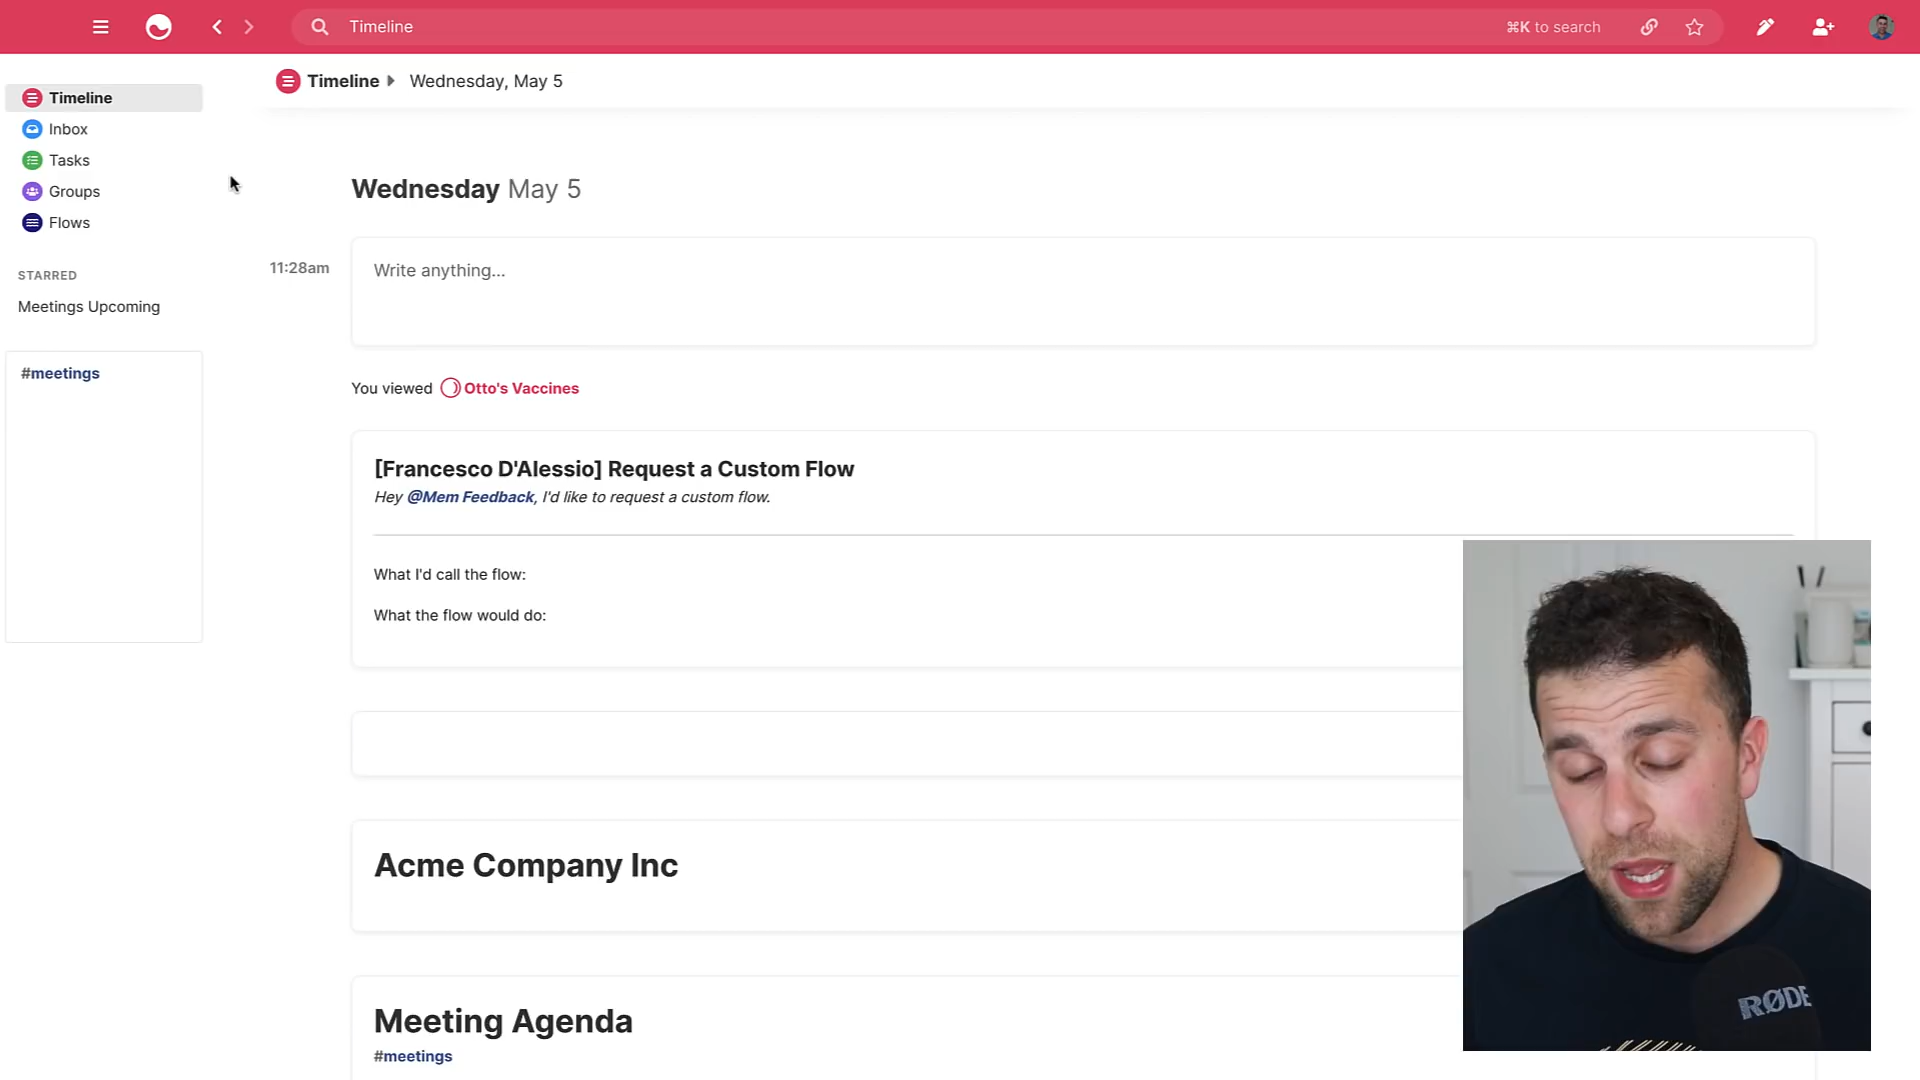 Timeline
⌘K to search
Timeline
Inbox
Tasks
Groups
Flows
STARRED
Meetings Upcoming
#meetings
Timeline Wednesday, May 5
Wednesday May 5
11:28am
Write anything...
You viewed Otto's Vaccines
[Francesco D'Alessio] Request a Custom Flow
Hey @Mem Feedback, I'd like to request a custom flow.
What I'd call the flow:
What the flow would do:
Acme Company Inc
Meeting Agenda
#meetings
RØDE